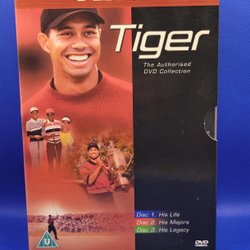 Tiger
The Authorised
DVD Collection
Disc 1: His Life
Disc 2: His Majors
Disc 3: His Legacy
U
DVD